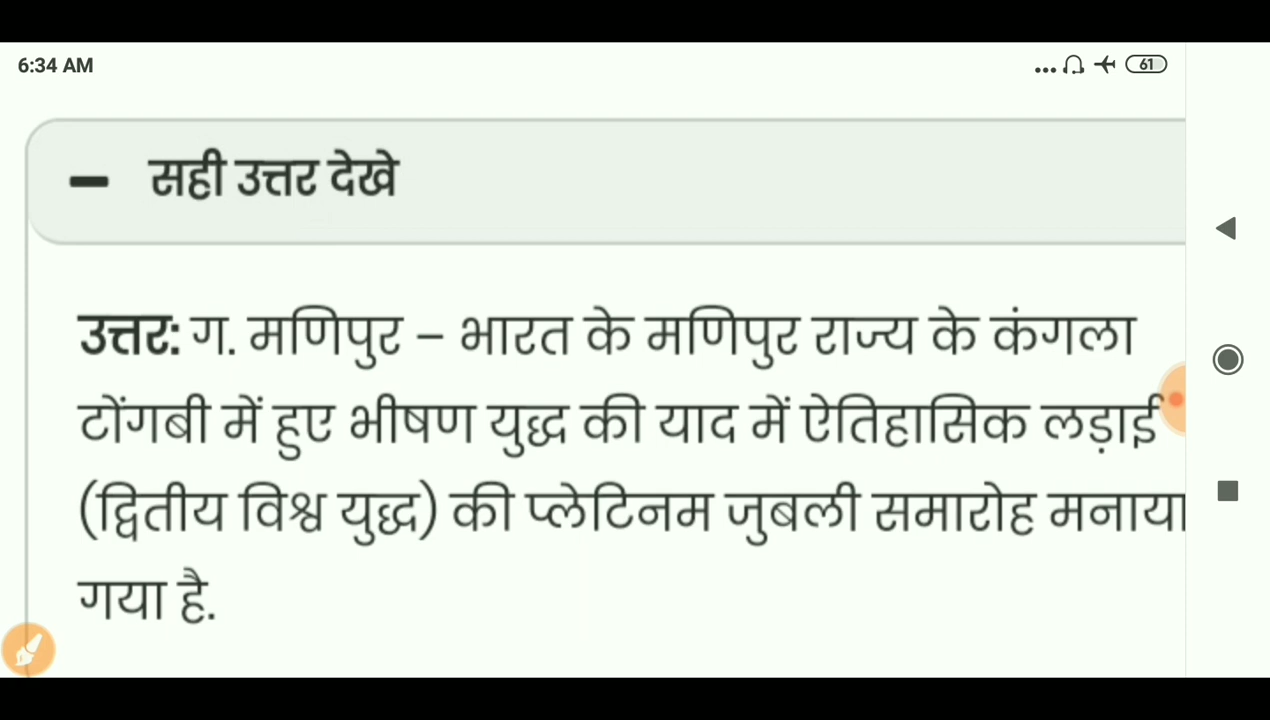 6:34 AM
... 61
सही उत्तर देखे
उत्तर: ग. मणिपुर – भारत के मणिपुर राज्य के कंगला
टोंगबी में हुए भीषण युद्ध की याद में ऐतिहासिक लड़ाई
(द्वितीय विश्व युद्ध) की प्लेटिनम जुबली समारोह मनाया
गया है.